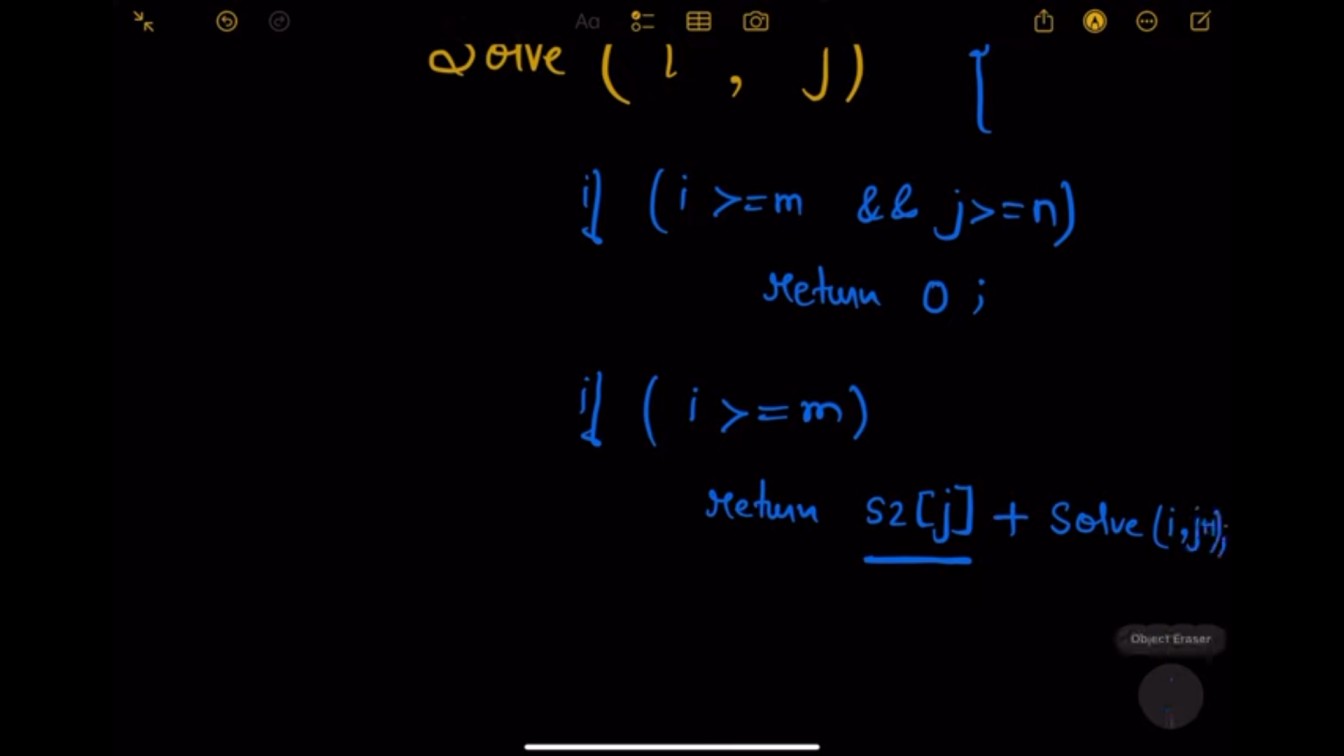 Aa
Solve ( i , j ) {
if ( i >=m && j>=n)
return 0 ;
if ( i >=m)
return s2[j] + Solve(i,j+1);
Object Eraser